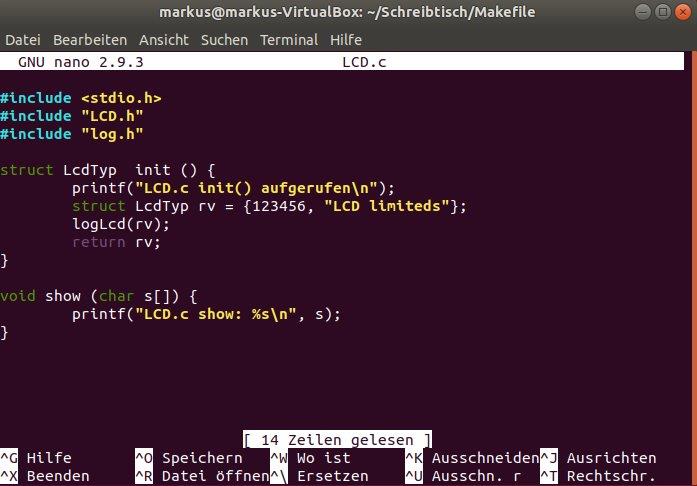 markus@markus-VirtualBox: ~/Schreibtisch/Makefile
Datei Bearbeiten Ansicht Suchen Terminal Hilfe
GNU nano 2.9.3 LCD.c
#include <stdio.h>
#include "LCD.h"
#include "log.h"
struct LcdTyp  init () {
        printf("LCD.c init() aufgerufen\n");
        struct LcdTyp rv = {123456, "LCD limiteds"};
        logLcd(rv);
        return rv;
}
void show (char s[]) {
        printf("LCD.c show: %s\n", s);
}
[ 14 Zeilen gelesen ]
^G Hilfe ^O Speichern ^W Wo ist ^K Ausschneiden ^J Ausrichten
^X Beenden ^R Datei öffnen ^\ Ersetzen ^U Ausschn. r ^T Rechtschr.